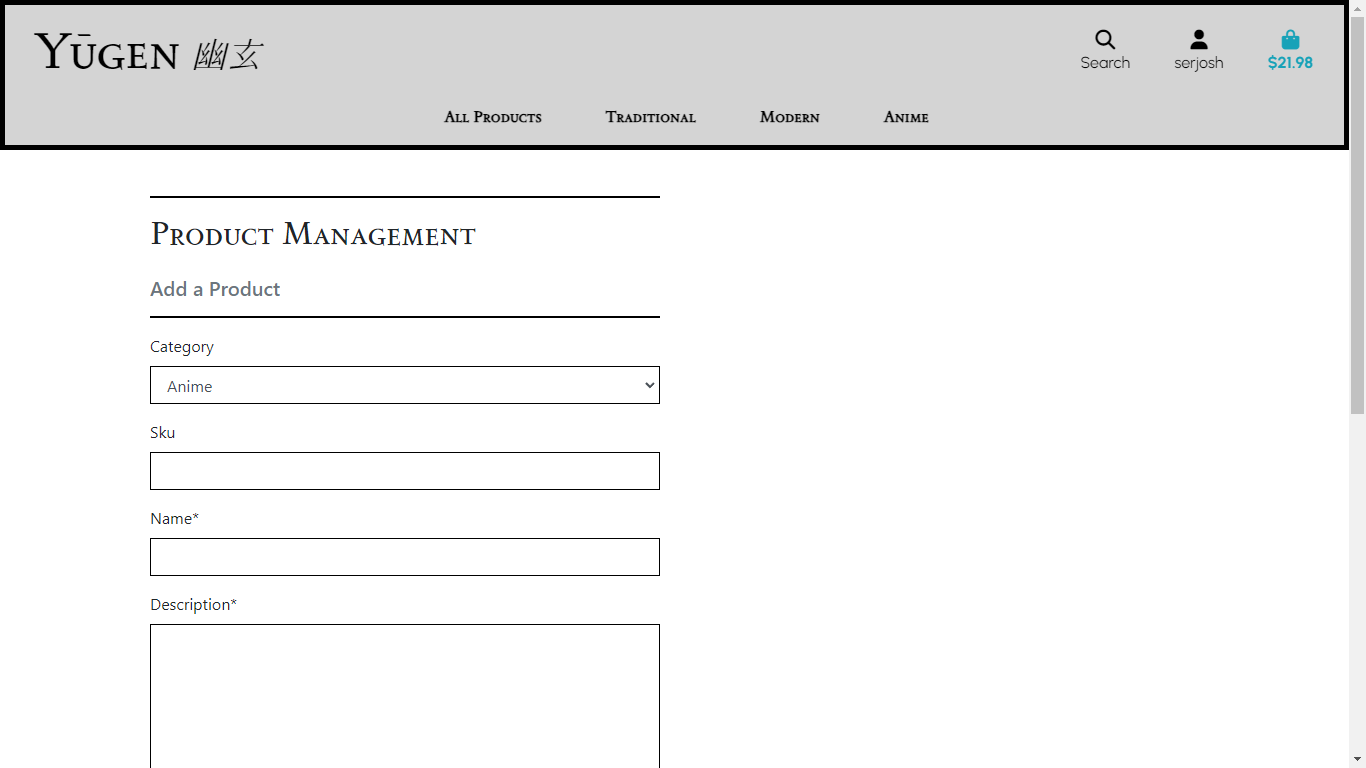 Yūgen 幽玄
Search
serjosh
$21.98
All Products
Traditional
Modern
Anime
Product Management
Add a Product
Category
Anime
Sku
Name*
Description*